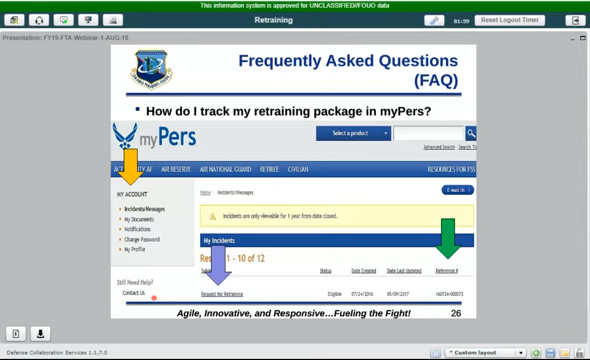 This information system is approved for UNCLASSIFIED//FOUO data
Retraining
01:59
Reset Logout Timer
Presentation: FY19-FTA-Webinar-1-AUG-18
Frequently Asked Questions
(FAQ)
How do I track my retraining package in myPers?
myPers
Select a product
Advanced Search
AIR RESERVE
AIR NATIONAL GUARD
RETIREE
CIVILIAN
RESOURCES FOR FSS
MY ACCOUNT
Home
Incidents/Messages
E-mail Us
Incidents/Messages
My Documents
Notifications
Change Password
My Profile
Incidents are only viewable for 1 year from date closed.
My Incidents
1 - 10 of 12
Status
Date Created
Date Last Updated
Reference #
Still Need Help?
Contact Us
Request for Retraining
Eligible
07/24/2016
05/09/2017
160724-000075
Agile, Innovative, and Responsive…Fueling the Fight!
26
Defense Collaboration Services 1.1.7.0
* Custom layout